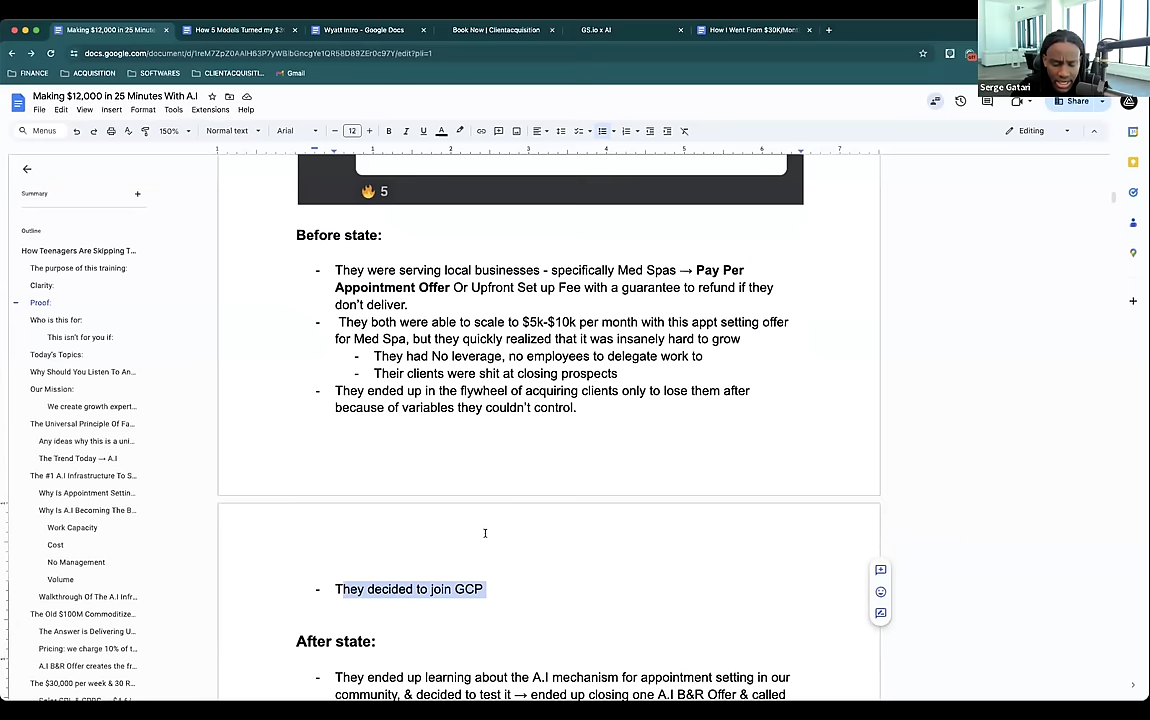 Making $12,000 in 25 Minute
How 5 Models Turned my $3
Wyatt Intro - Google Docs
Book Now | Clientacquisition
GS.io x AI
How I Went From $30K/Mon
docs.google.com/document/d/1reM7ZpZ0AAlH63P7yWBlbGncgYe1QR58D89ZEr0c97Y/edit?pli=1
FINANCE
ACQUISITION
SOFTWARES
CLIENTACQUISITI...
Gmail
Serge Gatari
Making $12,000 in 25 Minutes With A.I
File Edit View Insert Format Tools Extensions Help
Share
Menus
150%
Normal text
Arial
12
Editing
1 1 2 3 4 5 6 7
Summary
Outline
How Teenagers Are Skipping T...
The purpose of this training:
Clarity:
Proof:
Who is this for:
This isn't for you if:
Today's Topics:
Why Should You Listen To An...
Our Mission:
We create growth expert...
The Universal Principle Of Fa...
Any ideas why this is a uni...
The Trend Today → A.I
The #1 A.I Infrastructure To S...
Why Is Appointment Settin...
Why Is A.I Becoming The B...
Work Capacity
Cost
No Management
Volume
Walkthrough Of The A.I Infr...
The Old $100M Commoditize...
The Answer is Delivering U...
Pricing: we charge 10% of t...
A.I B&R Offer creates the fr...
The $30,000 per week & 30 R...
5
Before state:
- They were serving local businesses - specifically Med Spas → Pay Per
Appointment Offer Or Upfront Set up Fee with a guarantee to refund if they
don't deliver.
- They both were able to scale to $5k-$10k per month with this appt setting offer
for Med Spa, but they quickly realized that it was insanely hard to grow
- They had No leverage, no employees to delegate work to
- Their clients were shit at closing prospects
- They ended up in the flywheel of acquiring clients only to lose them after
because of variables they couldn't control.
- They decided to join GCP
After state:
- They ended up learning about the A.I mechanism for appointment setting in our
community, & decided to test it → ended up closing one A.I B&R Offer & called